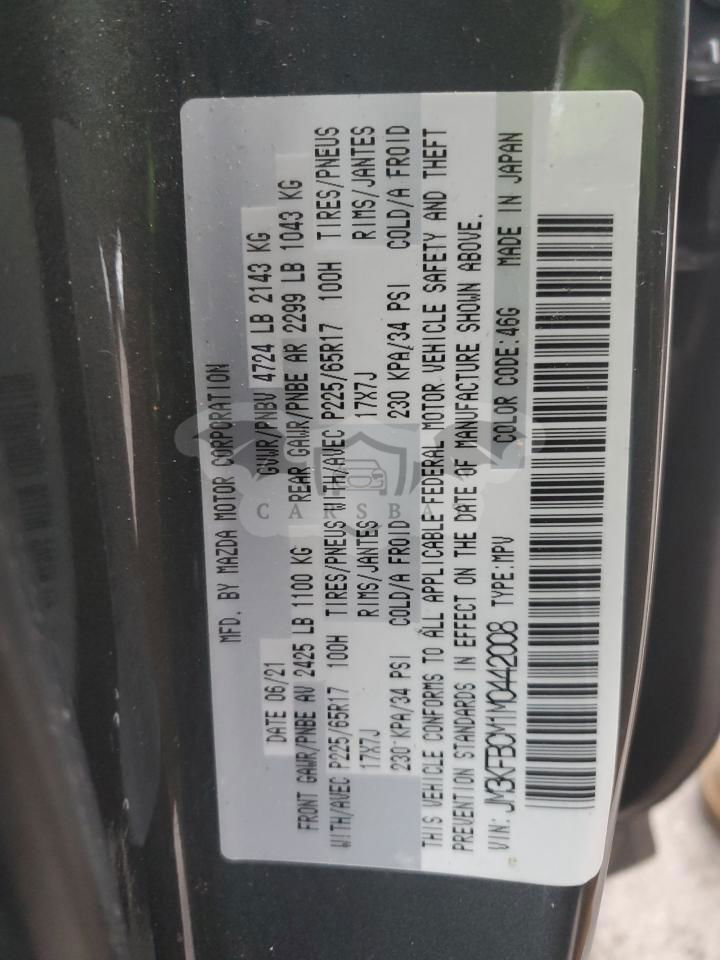 MFD. BY MAZDA MOTOR CORPORATION
DATE 06/21 GVWR/PNBV 4724 LB 2143 KG
FRONT GAWR/PNBE AV 2425 LB 1100 KG REAR GAWR/PNBE AR 2299 LB 1043 KG
WITH/AVEC P225/65R17 100H TIRES/PNEUS WITH/AVEC P225/65R17 100H TIRES/PNEUS
17X7J RIMS/JANTES 17X7J RIMS/JANTES
230 KPA/34 PSI COLD/A FROID 230 KPA/34 PSI COLD/A FROID
THIS VEHICLE CONFORMS TO ALL APPLICABLE FEDERAL MOTOR VEHICLE SAFETY AND THEFT
PREVENTION STANDARDS IN EFFECT ON THE DATE OF MANUFACTURE SHOWN ABOVE.
VIN: JM3KFBCM1M0442008 TYPE:MPV COLOR CODE:46G MADE IN JAPAN